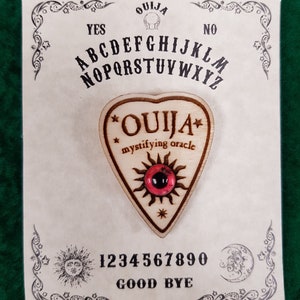 OUIJA
YES NO
ABCDEFGHIJKLM
NOPQRSTUVWXYZ
OUIJA
mystifying oracle
1234567890
GOOD BYE